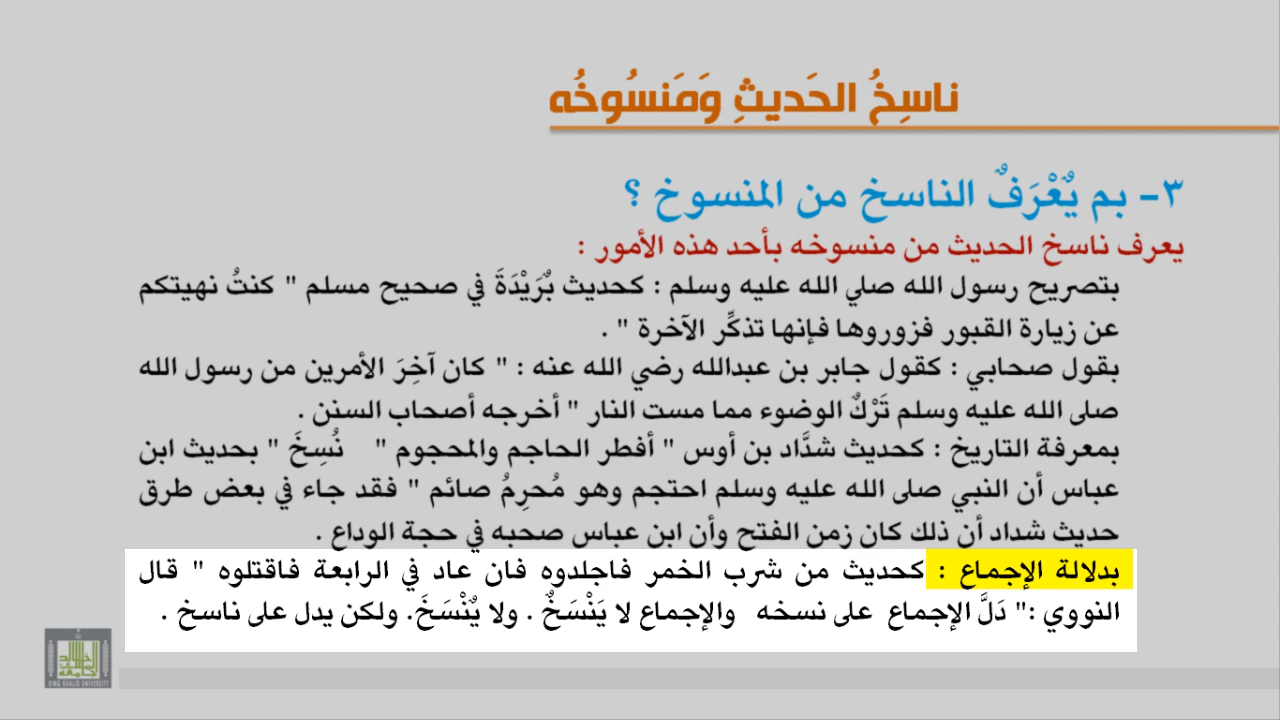 ناسِخُ الحَديثِ وَمَنسُوخُه
٣- بم يٌعْرَفٌ الناسخ من المنسوخ ؟
يعرف ناسخ الحديث من منسوخه بأحد هذه الأمور :
بتصريح رسول الله صلي الله عليه وسلم : كحديث بٌرَيْدَةَ في صحيح مسلم " كنتُ نهيتكم
عن زيارة القبور فزوروها فإنها تذكِّر الآخرة " .
بقول صحابي : كقول جابر بن عبدالله رضي الله عنه : " كان آخِرَ الأمرين من رسول الله
صلى الله عليه وسلم تَرْكٌ الوضوء مما مست النار " أخرجه أصحاب السنن .
بمعرفة التاريخ : كحديث شدَّاد بن أوس " أفطر الحاجم والمحجوم " نُسِخَ " بحديث ابن
عباس أن النبي صلى الله عليه وسلم احتجم وهو مُحرِمُ صائم " فقد جاء في بعض طرق
حديث شداد أن ذلك كان زمن الفتح وأن ابن عباس صحبه في حجة الوداع .
بدلالة الإجماع : كحديث من شرب الخمر فاجلدوه فان عاد في الرابعة فاقتلوه " قال
النووي :" دَلَّ الإجماع على نسخه والإجماع لا يَنْسَخٌ . ولا يٌنْسَخَ. ولكن يدل على ناسخ .
KING KHALID UNIVERSITY